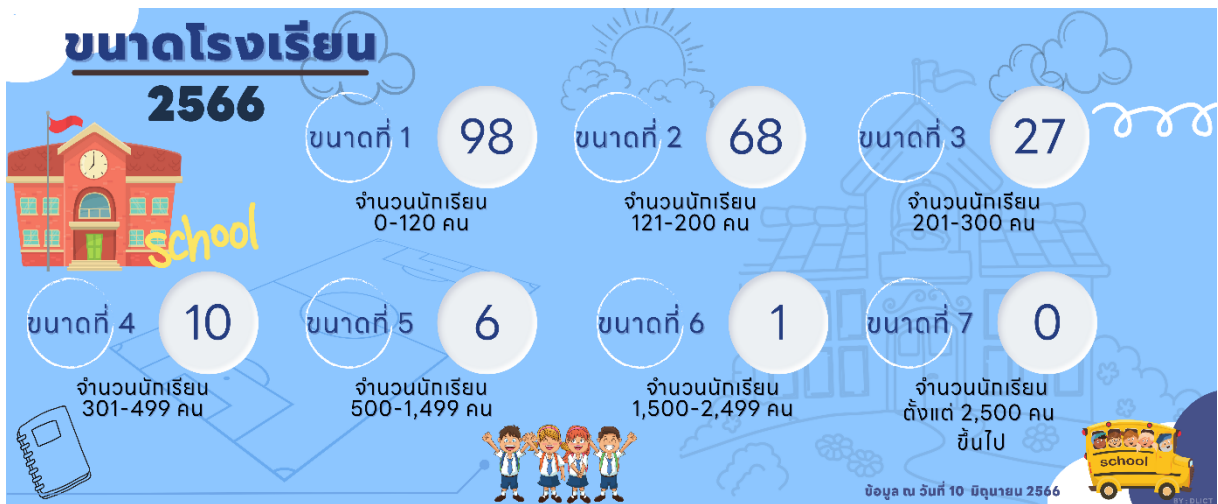 ขนาดโรงเรียน
2566
ขนาดที่ 1
98
จำนวนนักเรียน
0-120 คน
ขนาดที่ 2
68
จำนวนนักเรียน
121-200 คน
ขนาดที่ 3
27
จำนวนนักเรียน
201-300 คน
school
ขนาดที่ 4
10
จำนวนนักเรียน
301-499 คน
ขนาดที่ 5
6
จำนวนนักเรียน
500-1,499 คน
ขนาดที่ 6
1
จำนวนนักเรียน
1,500-2,499 คน
ขนาดที่ 7
0
จำนวนนักเรียน
ตั้งแต่ 2,500 คน
ขึ้นไป
school
ข้อมูล ณ วันที่ 10 มิถุนายน 2566
BY : DLICT